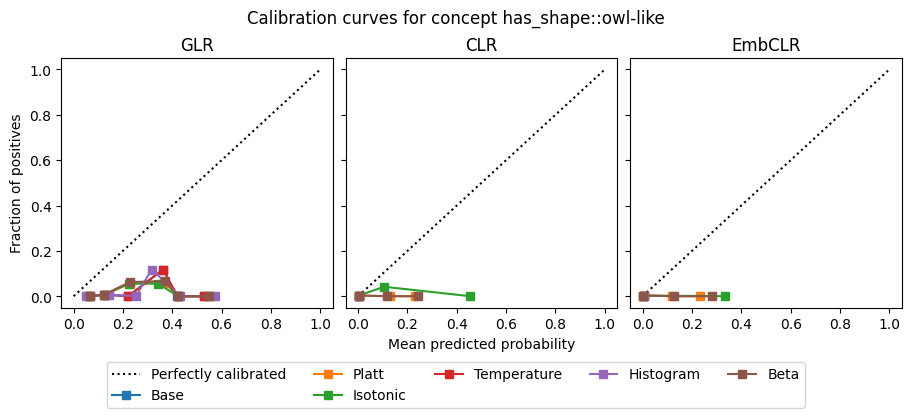 Calibration curves for concept has_shape::owl-like
GLR CLR EmbCLR
Fraction of positives
1.0
0.8
0.6
0.4
0.2
0.0
0.0 0.2 0.4 0.6 0.8 1.0 0.0 0.2 0.4 0.6 0.8 1.0 0.0 0.2 0.4 0.6 0.8 1.0
Mean predicted probability
Perfectly calibrated Platt Temperature Histogram Beta
Base Isotonic